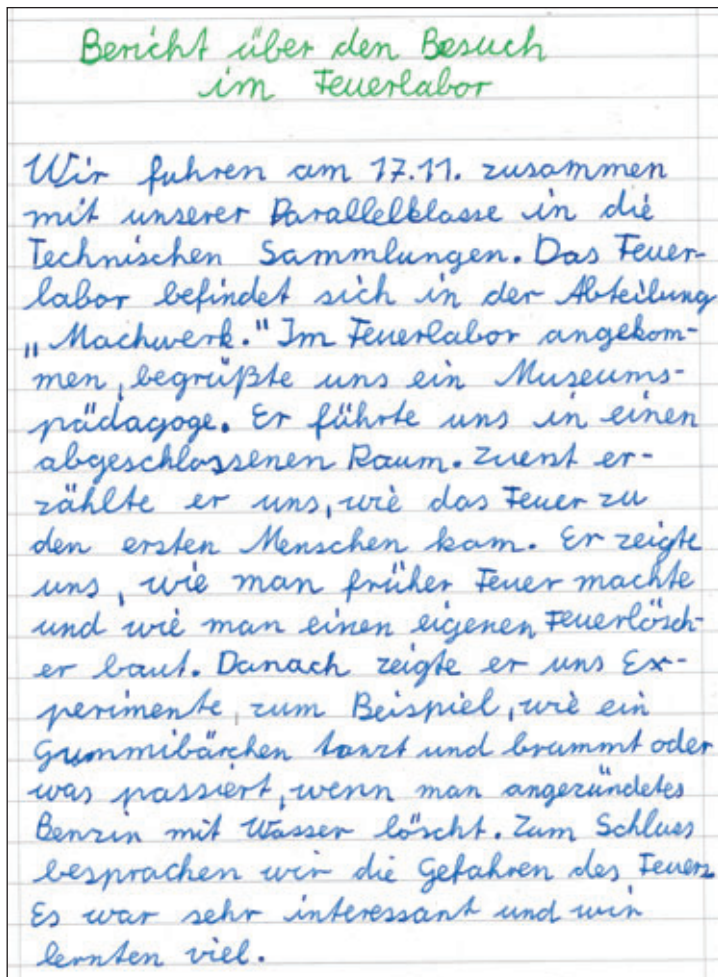 Bericht über den Besuch
im Feuerlabor
Wir fuhren am 17.11. zusammen
mit unserer Parallelklasse in die
Technischen Sammlungen. Das Feuer-
labor befindet sich in der Abteilung
„Machwerk." Im Feuerlabor angekom-
men, begrüßte uns ein Museums-
pädagoge. Er führte uns in einen
abgeschlossenen Raum. Zuerst er-
zählte er uns, wie das Feuer zu
den ersten Menschen kam. Er zeigte
uns, wie man früher Feuer machte
und wie man einen eigenen Feuerlösch-
er baut. Danach zeigte er uns Ex-
perimente, zum Beispiel, wie ein
Gummibärchen tanzt und brummt oder
was passiert, wenn man angezündetes
Benzin mit Wasser löscht. Zum Schluss
besprachen wir die Gefahren des Feuers
Es war sehr interessant und wir
lernten viel.